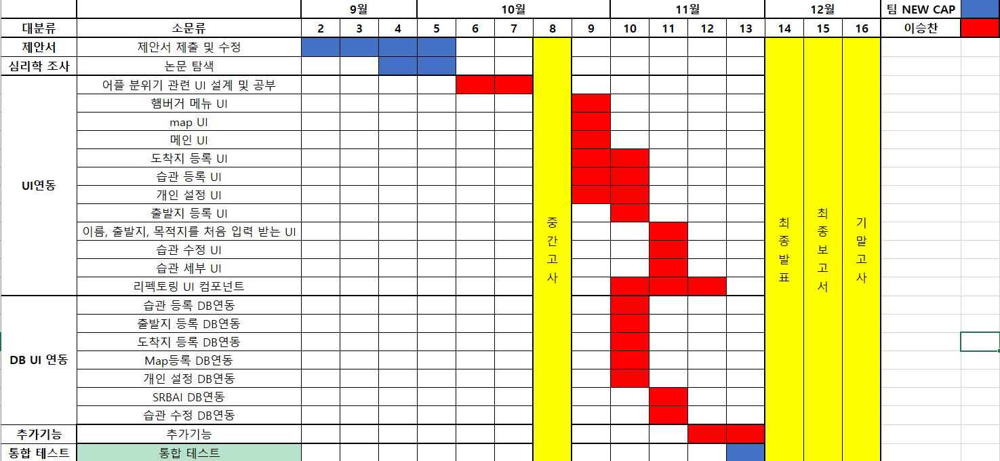 9월 10월 11월 12월 팀 NEW CAP
대분류 소문류 2 3 4 5 6 7 8 9 10 11 12 13 14 15 16 이승찬
제안서 제안서 제출 및 수정
심리학 조사 논문 탐색
UI연동
어플 분위기 관련 UI 설계 및 공부
햄버거 메뉴 UI
map UI
메인 UI
도착지 등록 UI
습관 등록 UI
개인 설정 UI
출발지 등록 UI
이름, 출발지, 목적지를 처음 입력 받는 UI
습관 수정 UI
습관 세부 UI
리펙토링 UI 컴포넌트
DB UI 연동
습관 등록 DB연동
출발지 등록 DB연동
도착지 등록 DB연동
Map등록 DB연동
개인 설정 DB연동
SRBAI DB연동
습관 수정 DB연동
추가기능 추가기능
통합 테스트 통합 테스트
중간고사
최종발표
최종보고서
기말고사